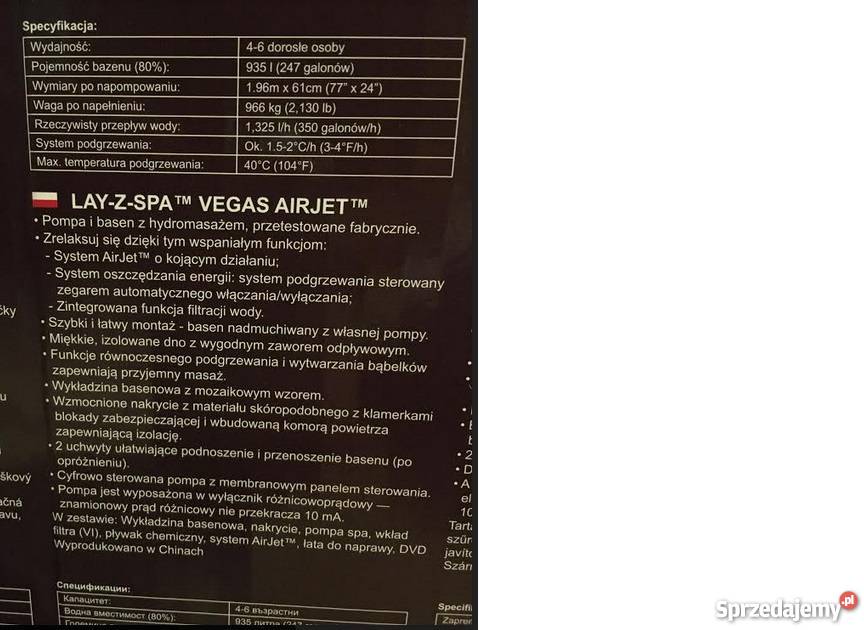 Specyfikacja:
Wydajność: 4-6 dorosłe osoby
Pojemność bazenu (80%): 935 l (247 galonów)
Wymiary po napompowaniu: 1.96m x 61cm (77" x 24")
Waga po napełnieniu: 966 kg (2,130 lb)
Rzeczywisty przepływ wody: 1,325 l/h (350 galonów/h)
System podgrzewania: Ok. 1.5-2°C/h (3-4°F/h)
Max. temperatura podgrzewania: 40°C (104°F)
LAY-Z-SPA™ VEGAS AIRJET™
• Pompa i basen z hydromasażem, przetestowane fabrycznie.
• Zrelaksuj się dzięki tym wspaniałym funkcjom:
- System AirJet™ o kojącym działaniu;
- System oszczędzania energii: system podgrzewania sterowany
zegarem automatycznego włączania/wyłączania;
- Zintegrowana funkcja filtracji wody.
• Szybki i łatwy montaż - basen nadmuchiwany z własnej pompy.
• Miękkie, izolowane dno z wygodnym zaworem odpływowym.
• Funkcje równoczesnego podgrzewania i wytwarzania bąbelków
zapewniają przyjemny masaż.
• Wykładzina basenowa z mozaikowym wzorem.
• Wzmocnione nakrycie z materiału skóropodobnego z klamerkami
blokady zabezpieczającej i wbudowaną komorą powietrza
zapewniającą izolację.
• 2 uchwyty ułatwiające podnoszenie i przenoszenie basenu (po
opróżnieniu).
• Cyfrowo sterowana pompa z membranowym panelem sterowania.
• Pompa jest wyposażona w wyłącznik różnicowoprądowy —
znamionowy prąd różnicowy nie przekracza 10 mA.
W zestawie: Wykładzina basenowa, nakrycie, pompa spa, wkład
filtra (VI), pływak chemiczny, system AirJet™, łata do naprawy, DVD
Wyprodukowano w Chinach
Спецификации:
Капацитет: 4-6 възрастни
Водна вместимост (80%): 935 литра
Sprzedajemy.pl